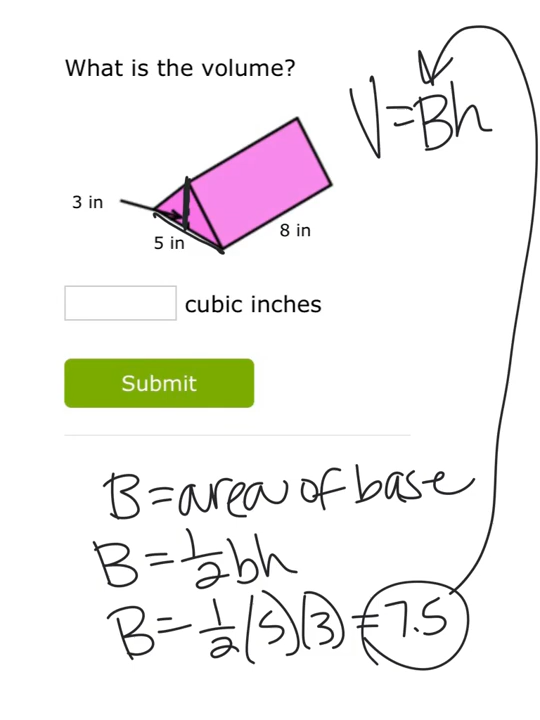 What is the volume?
V=Bh
3 in
5 in
8 in
cubic inches
Submit
B=area of base
B=½bh
B=½(5)(3)=7.5